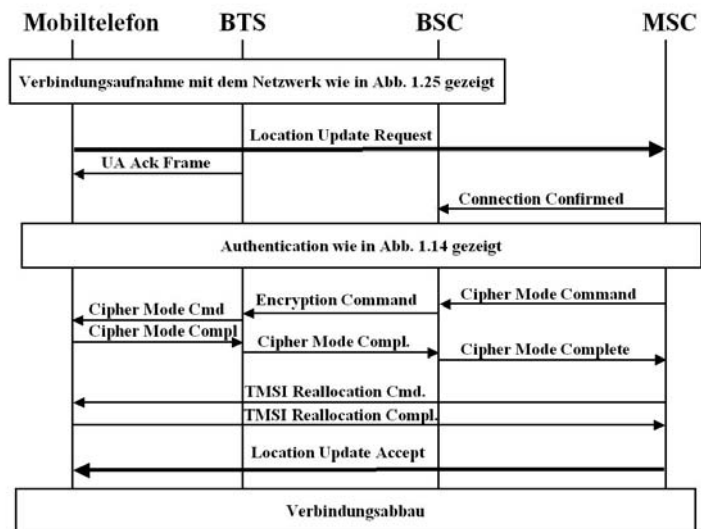 Mobiltelefon BTS BSC MSC
Verbindungsaufnahme mit dem Netzwerk wie in Abb. 1.25 gezeigt
Location Update Request
UA Ack Frame
Connection Confirmed
Authentication wie in Abb. 1.14 gezeigt
Cipher Mode Cmd Encryption Command Cipher Mode Command
Cipher Mode Compl Cipher Mode Compl. Cipher Mode Complete
TMSI Reallocation Cmd.
TMSI Reallocation Compl.
Location Update Accept
Verbindungsabbau